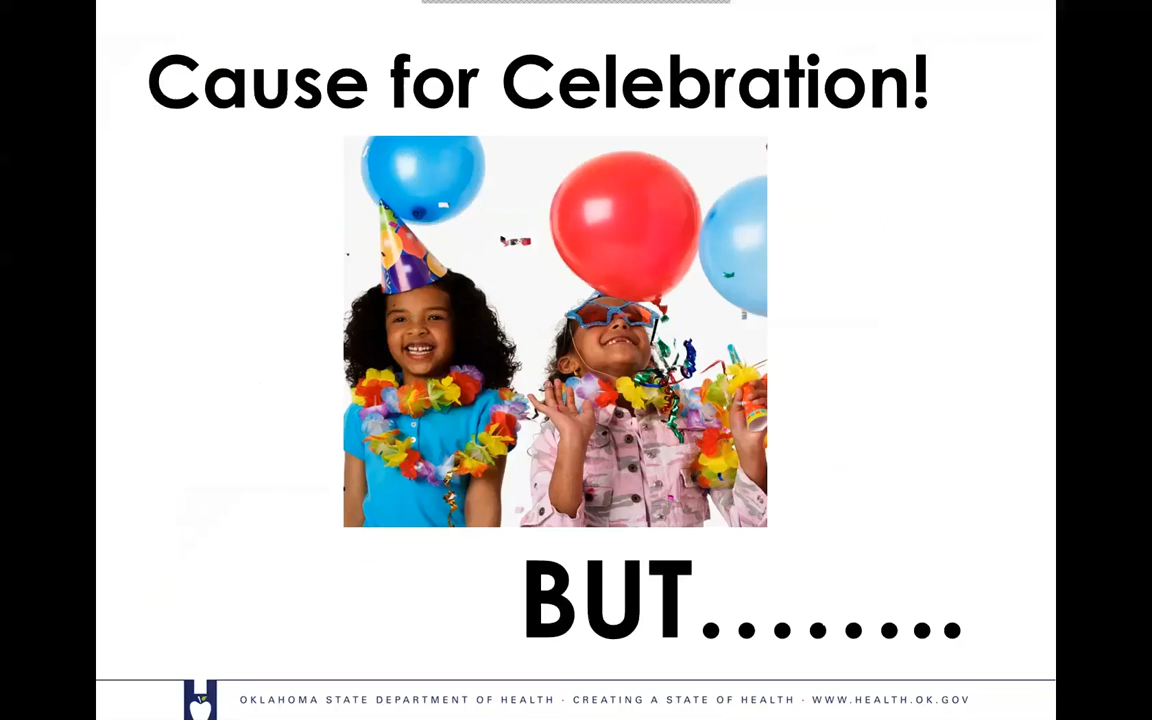 Cause for Celebration!
BUT........
OKLAHOMA STATE DEPARTMENT OF HEALTH · CREATING A STATE OF HEALTH · WWW.HEALTH.OK.GOV